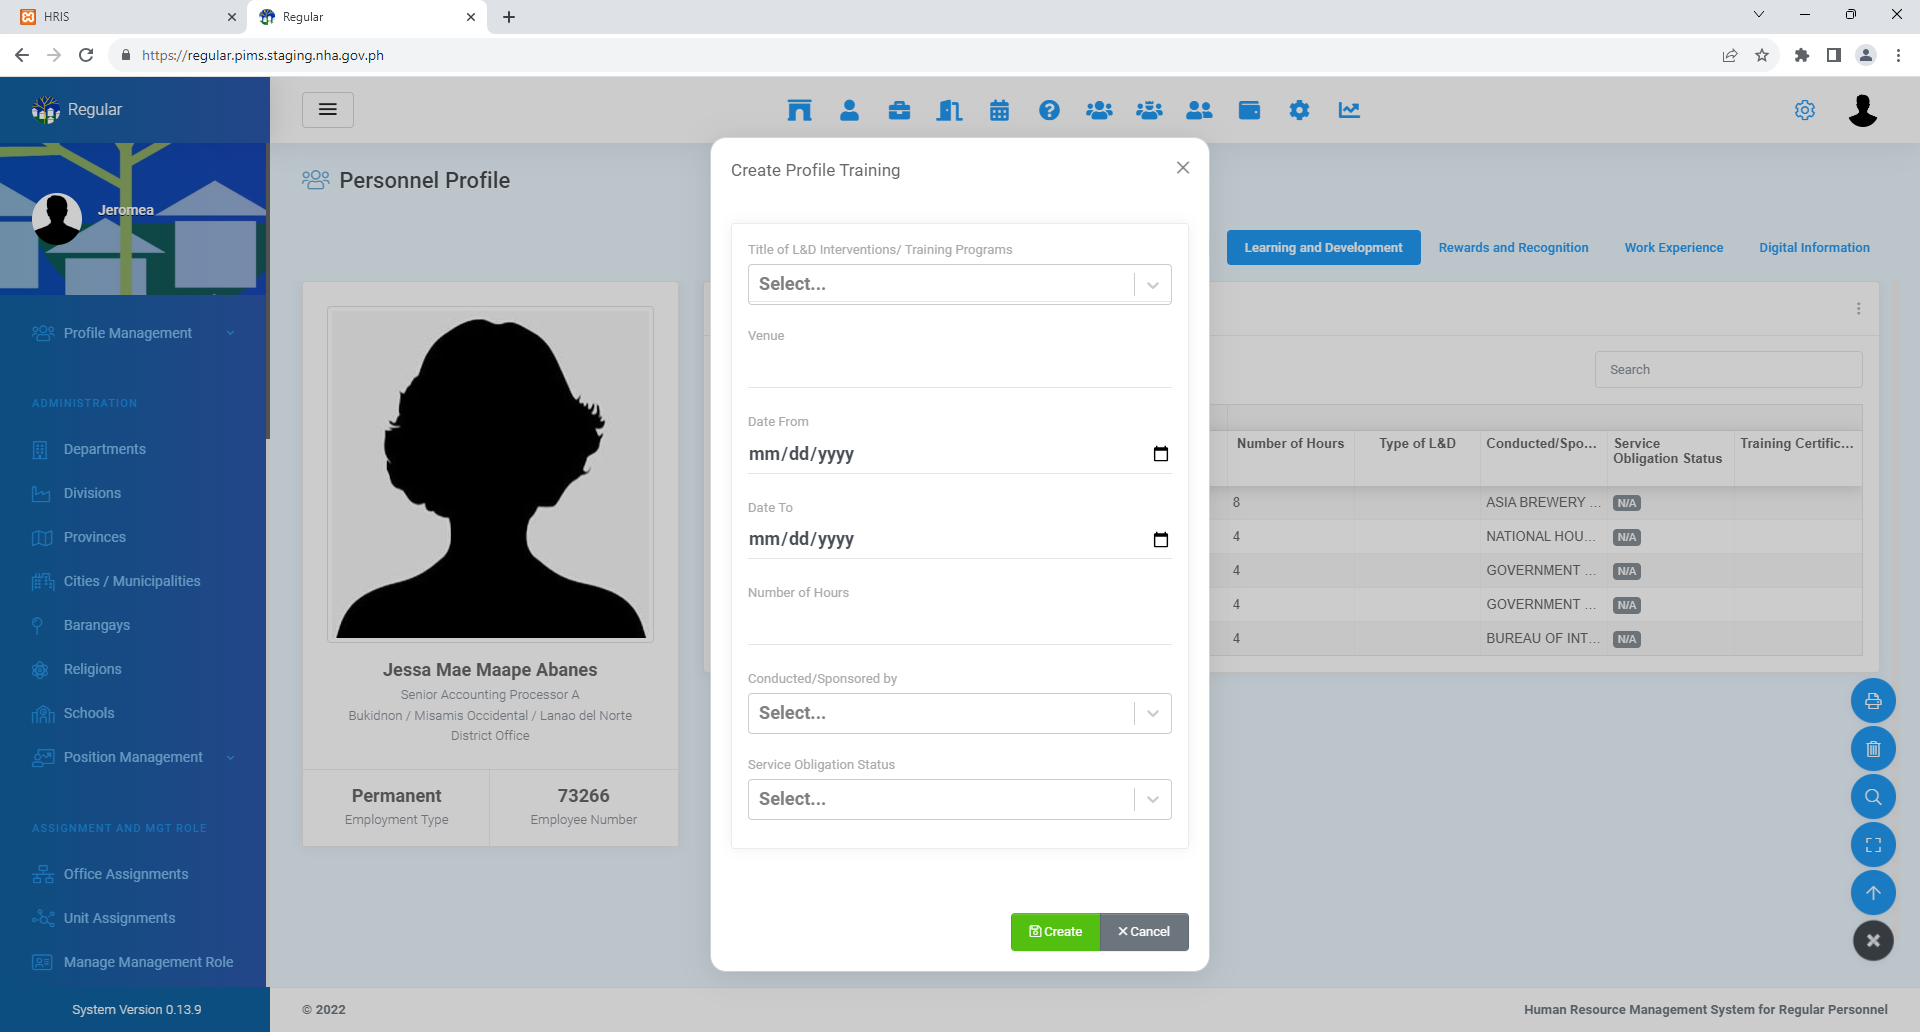 HRIS
Regular
https://regular.pims.staging.nha.gov.ph
Regular
Jeromea
Profile Management
ADMINISTRATION
Departments
Divisions
Provinces
Cities / Municipalities
Barangays
Religions
Schools
Position Management
ASSIGNMENT AND MGT ROLE
Office Assignments
Unit Assignments
Manage Management Role
System Version 0.13.9
Personnel Profile
Learning and Development
Rewards and Recognition
Work Experience
Digital Information
Jessa Mae Maape Abanes
Senior Accounting Processor A
Bukidnon / Misamis Occidental / Lanao del Norte
District Office
Permanent
Employment Type
73266
Employee Number
Create Profile Training
Title of L&D Interventions/ Training Programs
Select...
Venue
Date From
mm/dd/yyyy
Date To
mm/dd/yyyy
Number of Hours
Conducted/Sponsored by
Select...
Service Obligation Status
Select...
Create
Cancel
Search
Number of Hours
Type of L&D
Conducted/Spo...
Service
Obligation Status
Training Certific...
8 ASIA BREWERY ... N/A
4 NATIONAL HOU... N/A
4 GOVERNMENT ... N/A
4 GOVERNMENT ... N/A
4 BUREAU OF INT... N/A
© 2022
Human Resource Management System for Regular Personnel